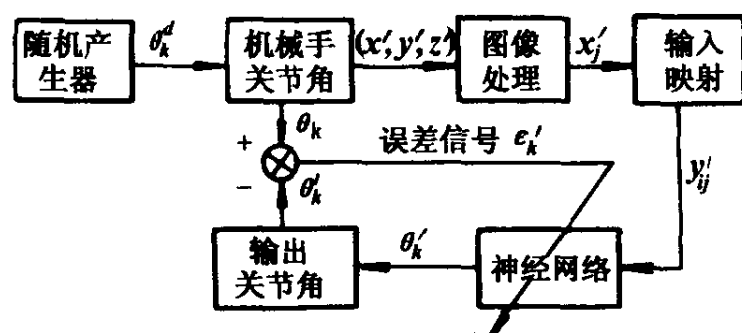 随机产
生器
θ_k^d
机械手
关节角
(x′,y′,z′)
图像
处理
x_j′
输入
映射
+
θ_k
误差信号 e_k′
y_ij′
−
θ_k′
输出
关节角
θ_k′
神经网络